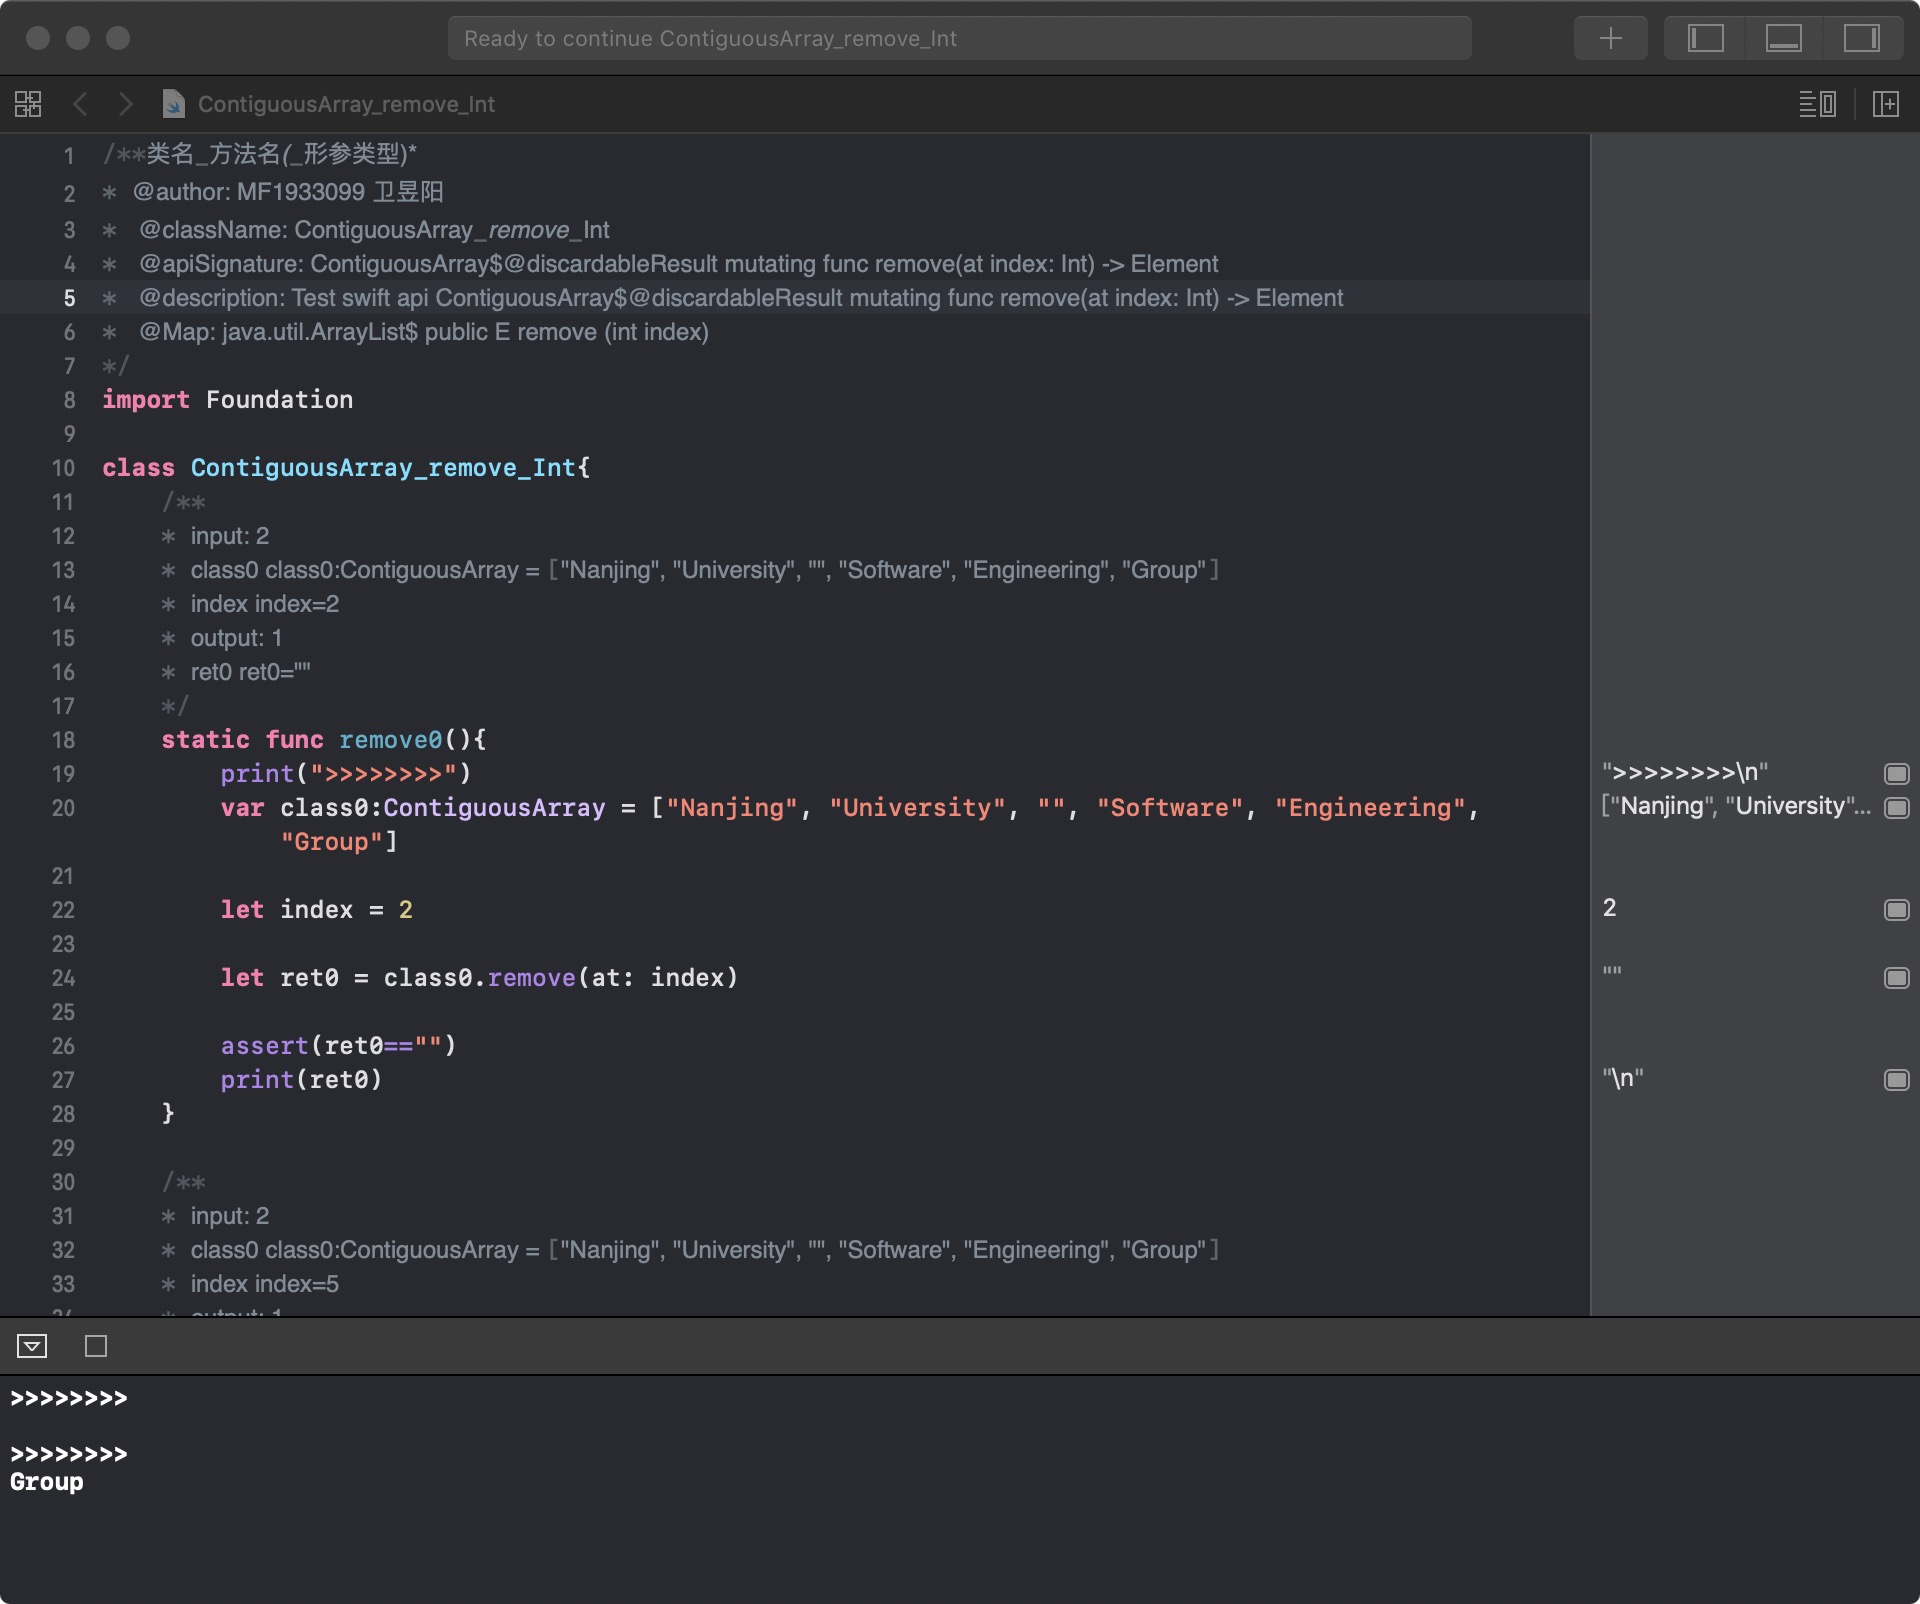 Ready to continue ContiguousArray_remove_Int
ContiguousArray_remove_Int
1 /**类名_方法名(_形参类型)*
2 * @author: MF1933099 卫昱阳
3 * @className: ContiguousArray_remove_Int
4 * @apiSignature: ContiguousArray$@discardableResult mutating func remove(at index: Int) -> Element
5 * @description: Test swift api ContiguousArray$@discardableResult mutating func remove(at index: Int) -> Element
6 * @Map: java.util.ArrayList$ public E remove (int index)
7 */
8 import Foundation
9
10 class ContiguousArray_remove_Int{
11 /**
12 * input: 2
13 * class0 class0:ContiguousArray = ["Nanjing", "University", "", "Software", "Engineering", "Group"]
14 * index index=2
15 * output: 1
16 * ret0 ret0=""
17 */
18 static func remove0(){
19 print(">>>>>>>>") ">>>>>>>>\n"
20 var class0:ContiguousArray = ["Nanjing", "University", "", "Software", "Engineering", ["Nanjing", "University"...
"Group"]
21
22 let index = 2 2
23
24 let ret0 = class0.remove(at: index) ""
25
26 assert(ret0=="")
27 print(ret0) "\n"
28 }
29
30 /**
31 * input: 2
32 * class0 class0:ContiguousArray = ["Nanjing", "University", "", "Software", "Engineering", "Group"]
33 * index index=5
34 * output: 1
>>>>>>>>
>>>>>>>>
Group